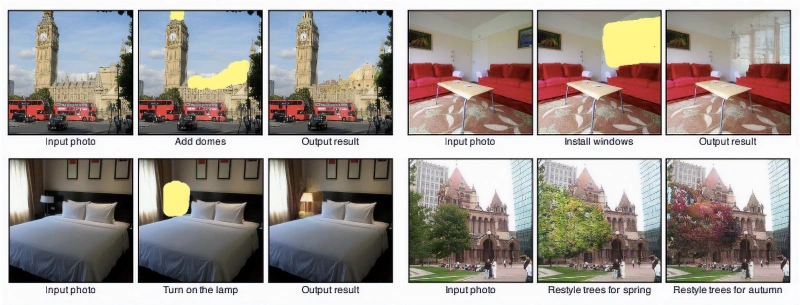 Input photo Add domes Output result Input photo Install windows Output result
Input photo Turn on the lamp Output result Input photo Restyle trees for spring Restyle trees for autumn